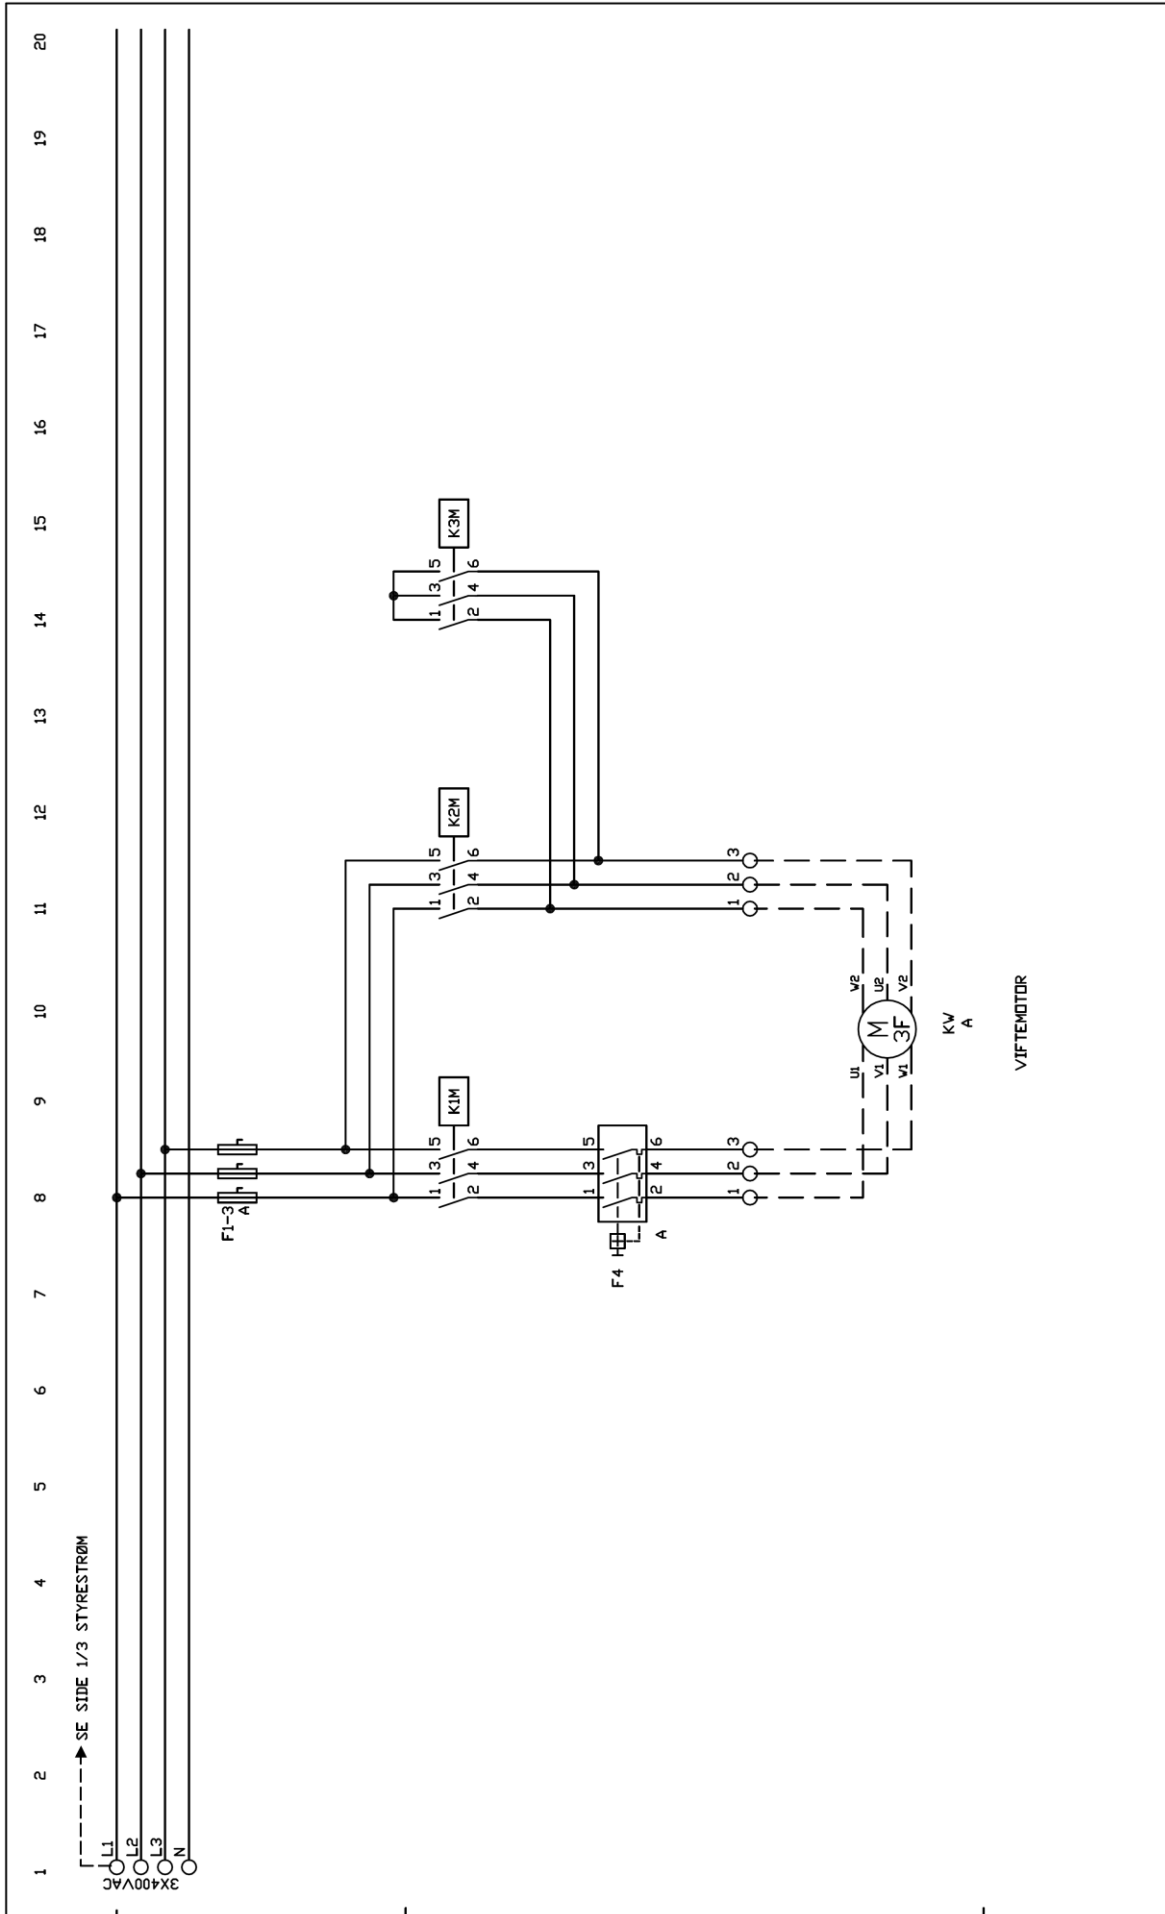 1 2 3 4 5 6 7 8 9 10 11 12 13 14 15 16 17 18 19 20
SE SIDE 1/3 STYRESTRØM
3X400VAC
L1
L2
L3
N
F1-3
A
1 3 5 K1M 1 3 5 K2M 1 3 5 K3M
2 4 6 2 4 6 2 4 6
1 3 5
F4
2 4 6
A
1 2 3 1 2 3
U1 W2
V1 M U2
W1 3F V2
KW
A
VIFTEMOTOR